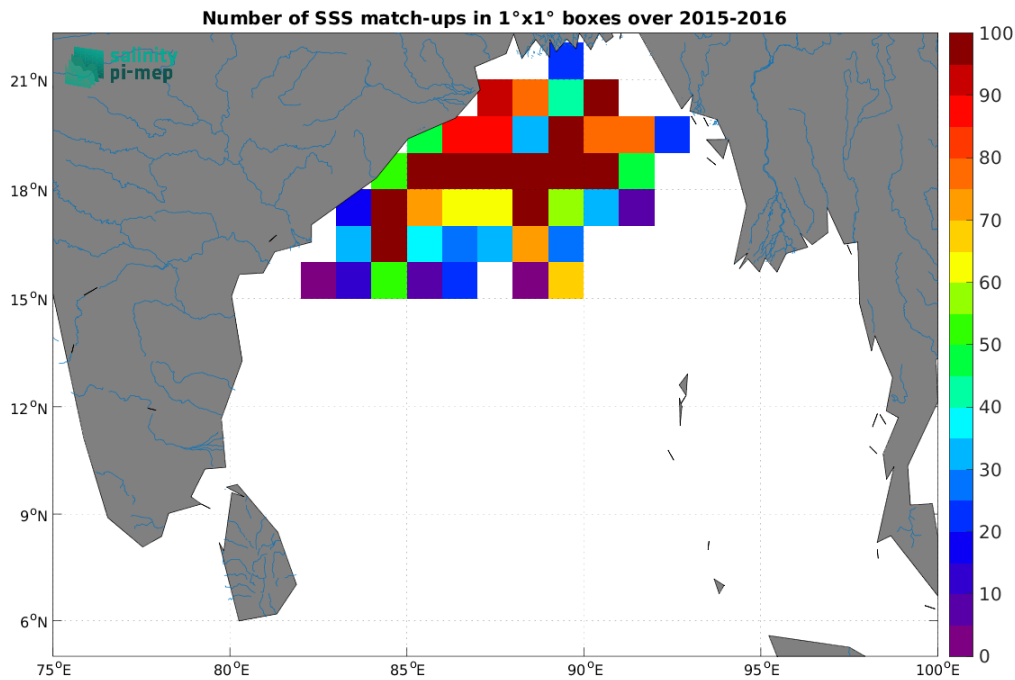 Number of SSS match-ups in 1°x1° boxes over 2015-2016
salinity
pi-mep
21°N
18°N
15°N
12°N
9°N
6°N
75°E 80°E 85°E 90°E 95°E 100°E
100
90
80
70
60
50
40
30
20
10
0